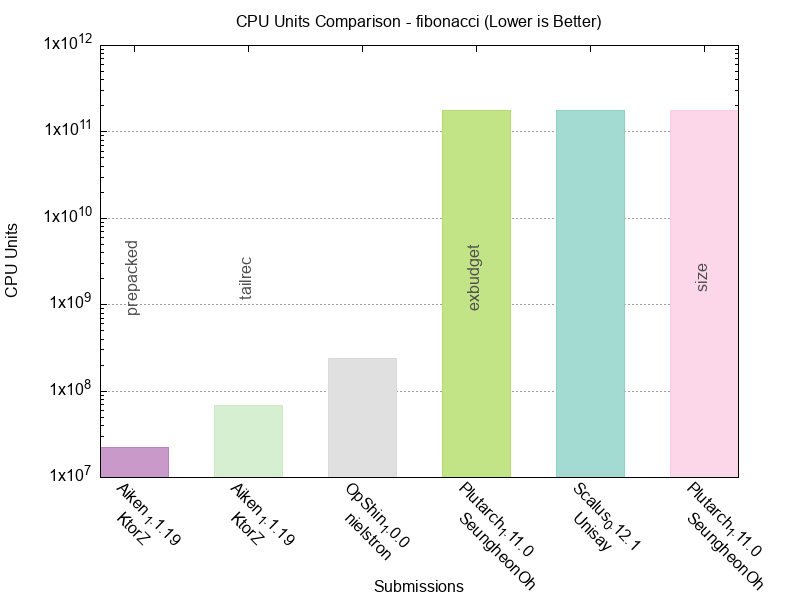 CPU Units Comparison - fibonacci (Lower is Better)
1x10^12
1x10^11
1x10^10
1x10^9
1x10^8
1x10^7
CPU Units
prepacked
tailrec
exbudget
size
Aiken_1.1.19
KtorZ
Aiken_1.1.19
KtorZ
OpShin_1.0.0
nielstron
Plutarch_1.11.0
SeungheonOh
Scalus_0.12.1
Unisay
Plutarch_1.11.0
SeungheonOh
Submissions